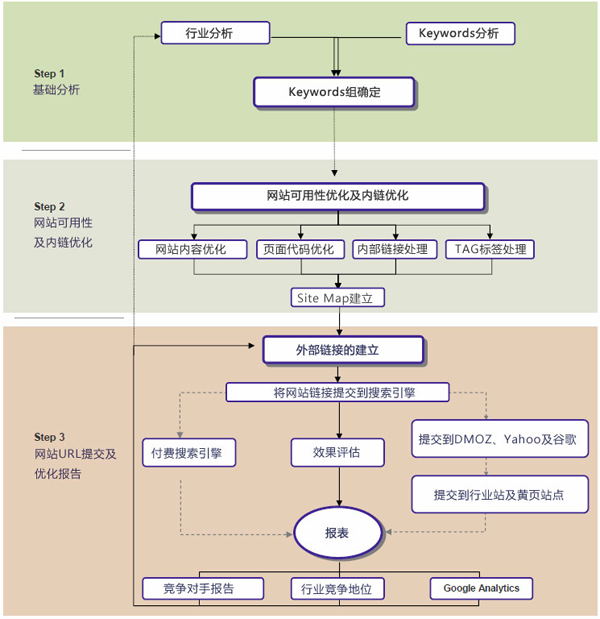 行业分析
Keywords分析
Step 1
基础分析
Keywords组确定
Step 2
网站可用性
及内链优化
网站可用性优化及内链优化
网站内容优化
页面代码优化
内部链接处理
TAG标签处理
Site Map建立
外部链接的建立
将网站链接提交到搜索引擎
Step 3
网站URL提交及
优化报告
付费搜索引擎
效果评估
提交到DMOZ、Yahoo及谷歌
提交到行业站及黄页站点
报表
竞争对手报告
行业竞争地位
Google Analytics